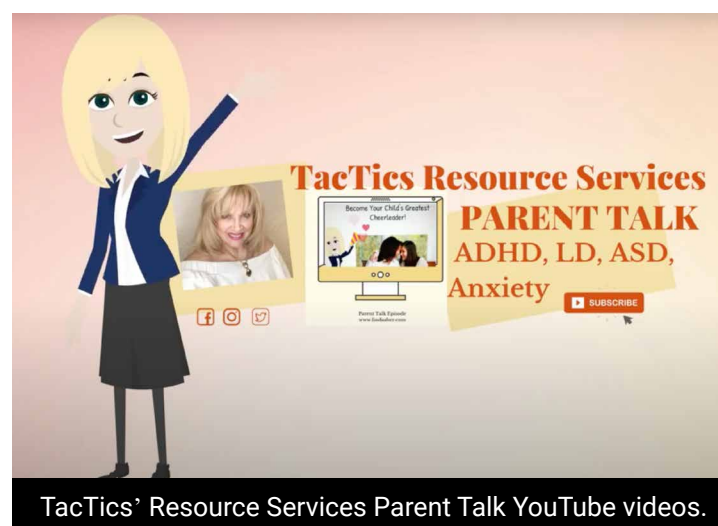 TacTics Resource Services
PARENT TALK
ADHD, LD, ASD,
Anxiety
Become Your Child's Greatest
Cheerleader!
Parent Talk Episode
SUBSCRIBE
TacTics’ Resource Services Parent Talk YouTube videos.